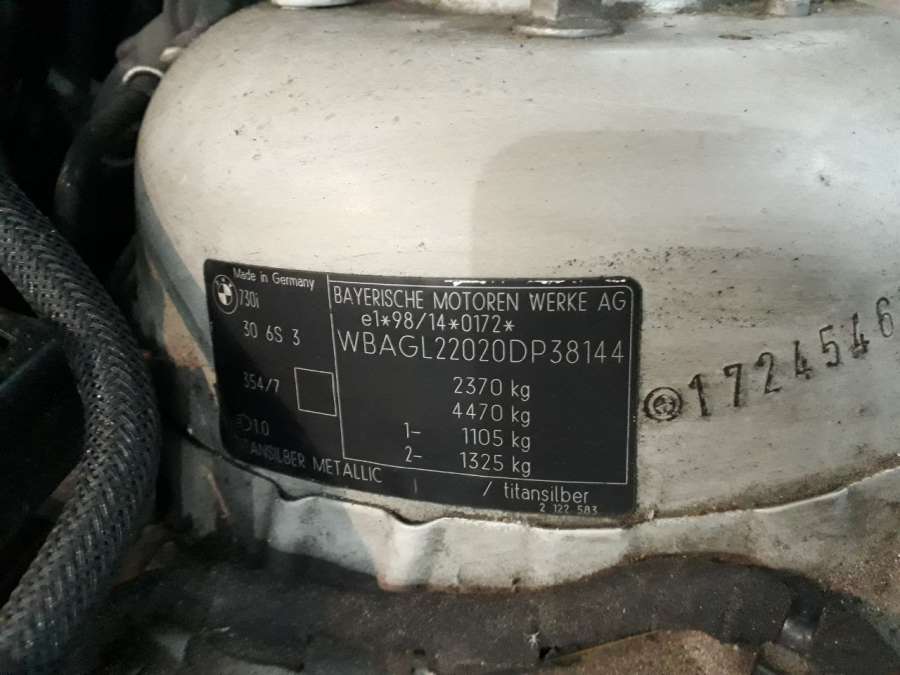 Made in Germany
730i
30 6S 3
354/7
10
TITANSILBER METALLIC
BAYERISCHE MOTOREN WERKE AG
e1*98/14*0172*
WBAGL22020DP38144
2370 kg
4470 kg
1- 1105 kg
2- 1325 kg
/ titansilber
2 122 583
1724546